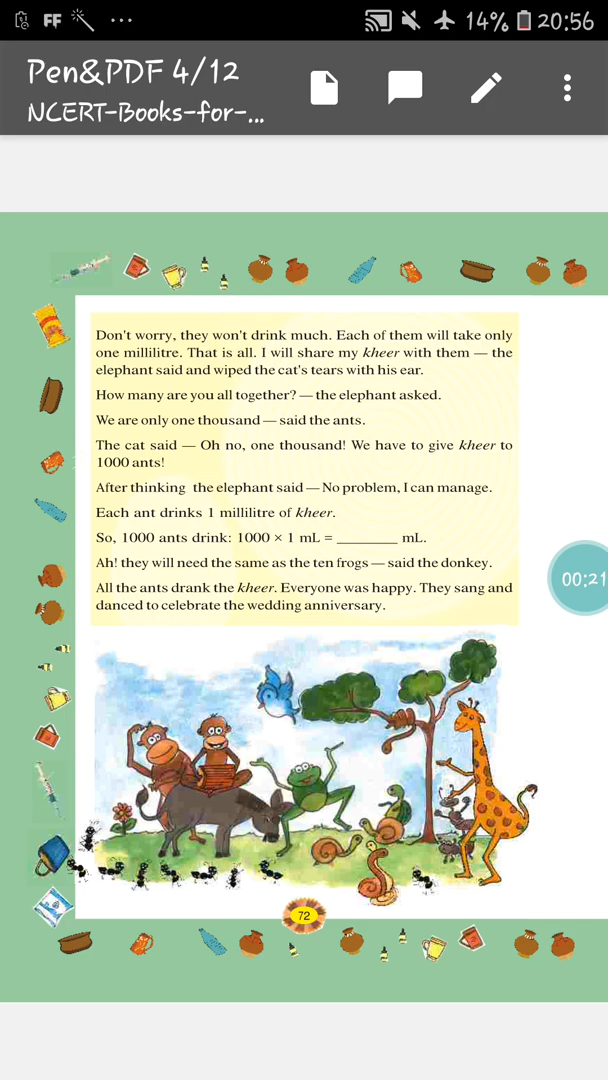 FF ... 14% 20:56
Pen&PDF 4/12
NCERT-Books-for-...
Don't worry, they won't drink much. Each of them will take only
one millilitre. That is all. I will share my kheer with them — the
elephant said and wiped the cat's tears with his ear.
How many are you all together? — the elephant asked.
We are only one thousand — said the ants.
The cat said — Oh no, one thousand! We have to give kheer to
1000 ants!
After thinking the elephant said — No problem, I can manage.
Each ant drinks 1 millilitre of kheer.
So, 1000 ants drink: 1000 × 1 mL = ________ mL.
00:21
Ah! they will need the same as the ten frogs — said the donkey.
All the ants drank the kheer. Everyone was happy. They sang and
danced to celebrate the wedding anniversary.
72